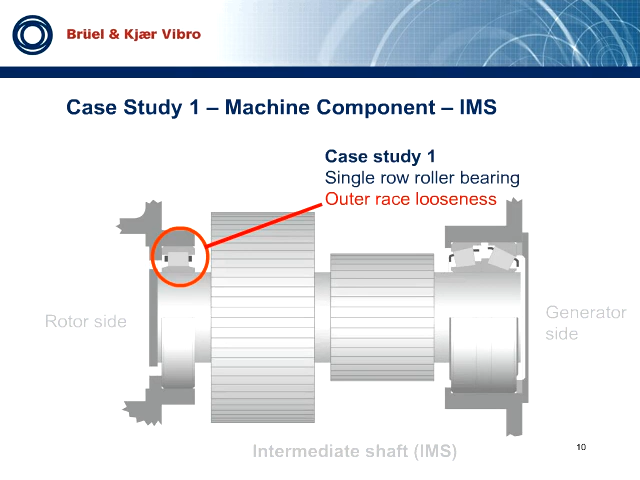 Brüel & Kjær Vibro
Case Study 1 – Machine Component – IMS
Case study 1
Single row roller bearing
Outer race looseness
Rotor side
Generator
side
Intermediate shaft (IMS)
10